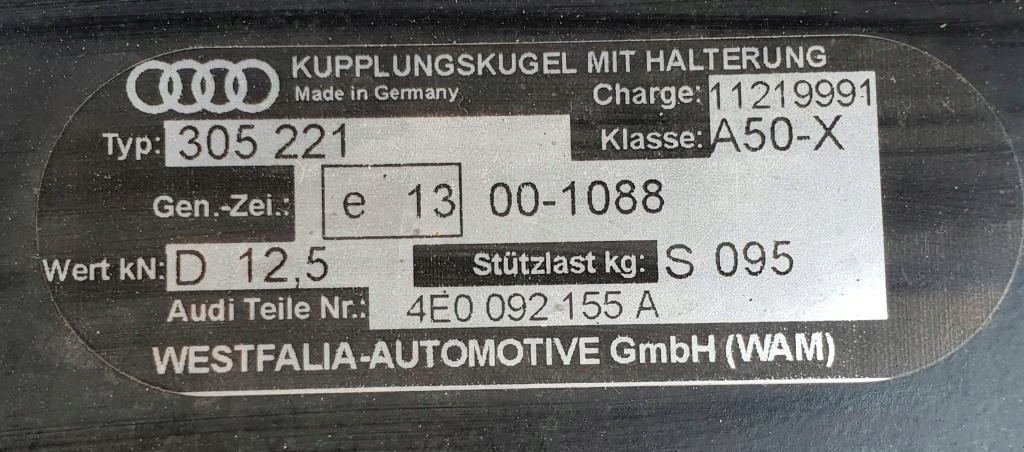 KUPPLUNGSKUGEL MIT HALTERUNG
Made in Germany Charge: 11219991
Typ: 305 221 Klasse: A50-X
Gen.-Zei.: e 13 00-1088
Wert kN: D 12,5 Stützlast kg: S 095
Audi Teile Nr.: 4E0 092 155 A
WESTFALIA-AUTOMOTIVE GmbH (WAM)